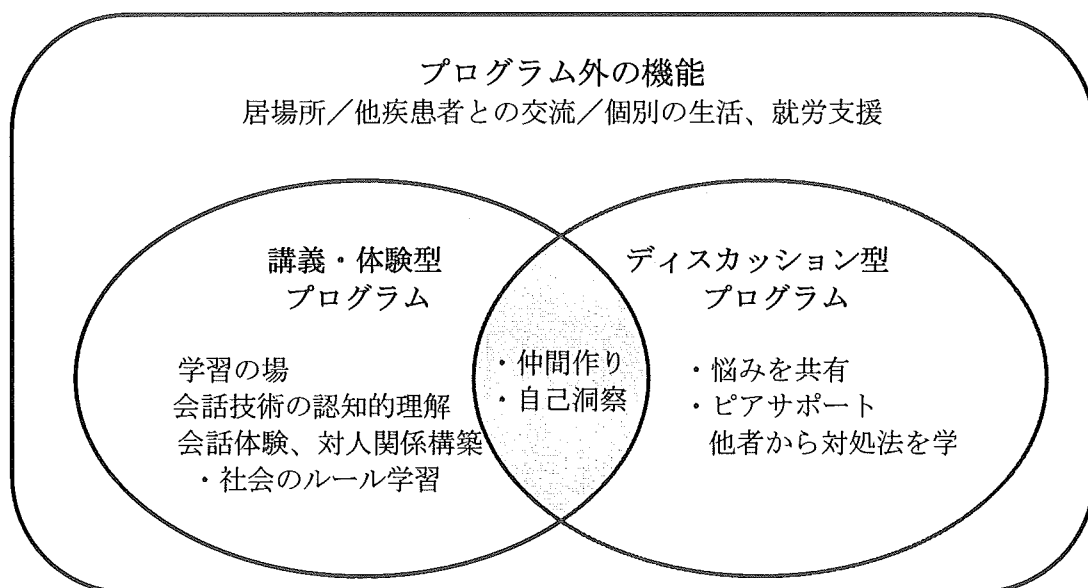 プログラム外の機能
居場所／他疾患者との交流／個別の生活、就労支援
講義・体験型
プログラム
学習の場
会話技術の認知的理解
会話体験、対人関係構築
・社会のルール学習
・仲間作り
・自己洞察
ディスカッション型
プログラム
・悩みを共有
・ピアサポート
他者から対処法を学